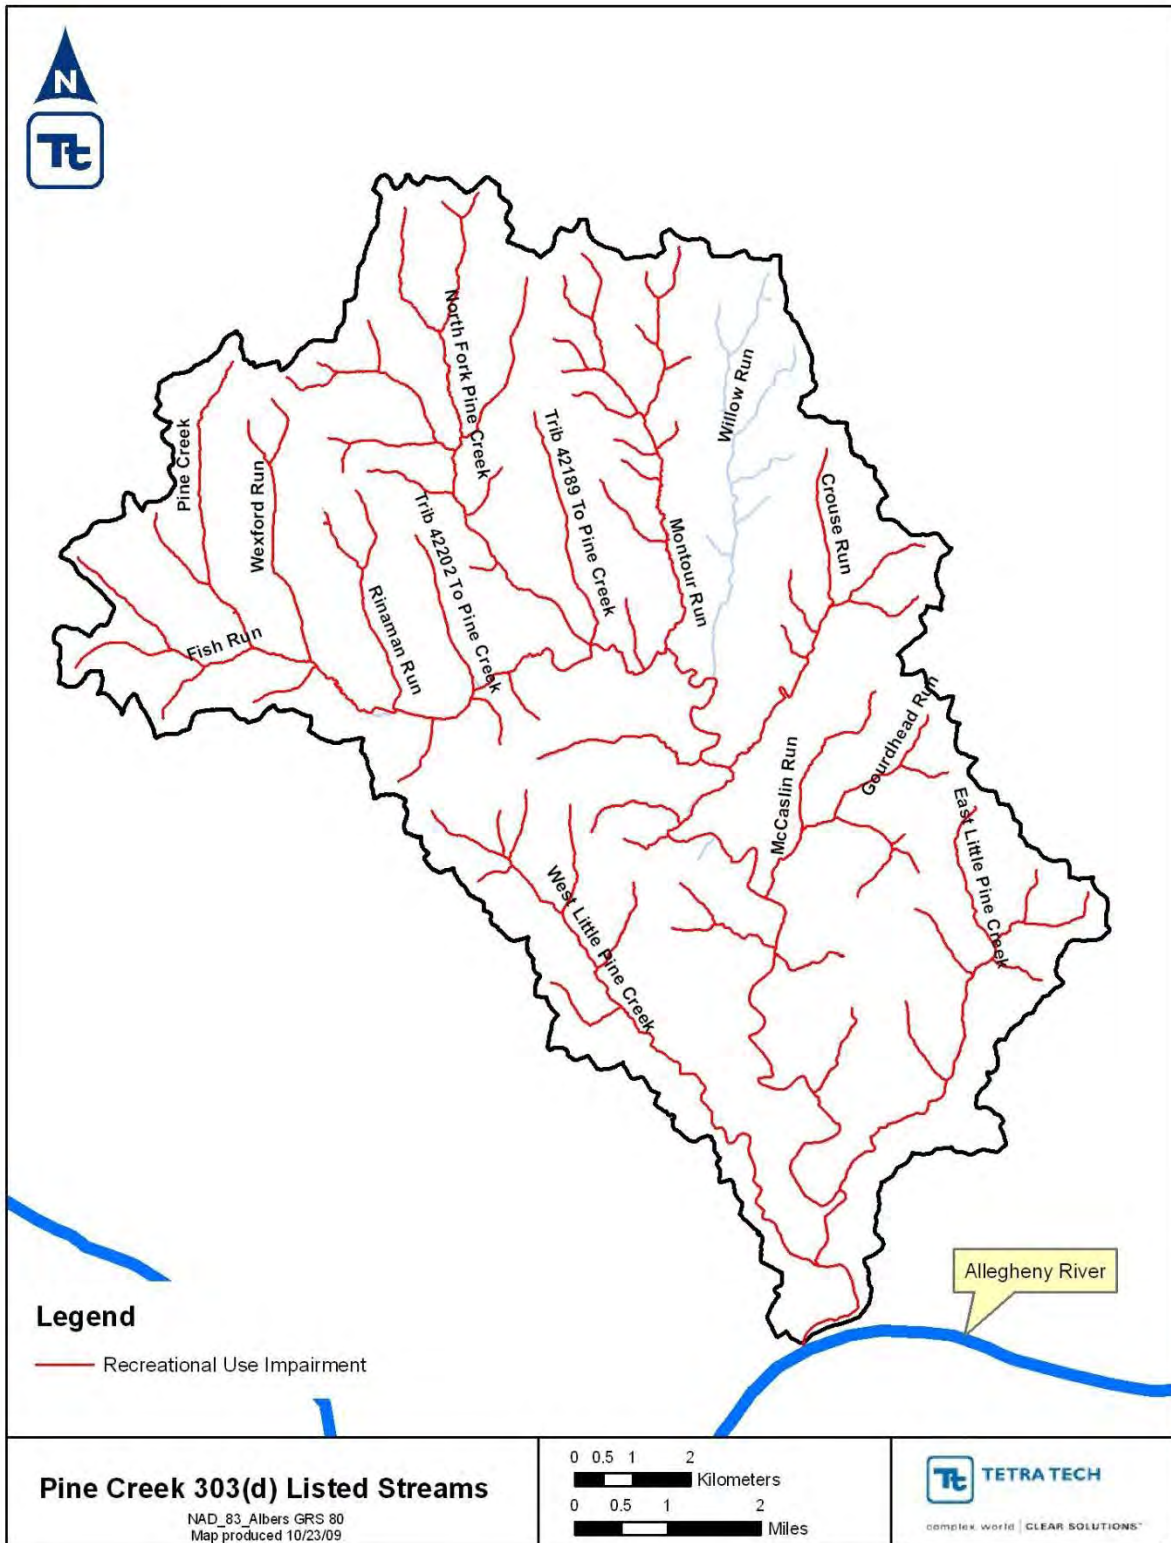 N
Tt
North Fork Pine Creek
Willow Run
Pine Creek
Wexford Run
Trib 42189 To Pine Creek
Trib 42202 To Pine Creek
Crouse Run
Montour Run
Rinaman Run
Fish Run
Gourdhead Run
McCaslin Run
East Little Pine Creek
West Little Pine Creek
Allegheny River
Legend
Recreational Use Impairment
Pine Creek 303(d) Listed Streams
NAD_83_Albers GRS 80
Map produced 10/23/09
0 0.5 1 2
Kilometers
0 0.5 1 2
Miles
Tt TETRA TECH
complex world | CLEAR SOLUTIONS™